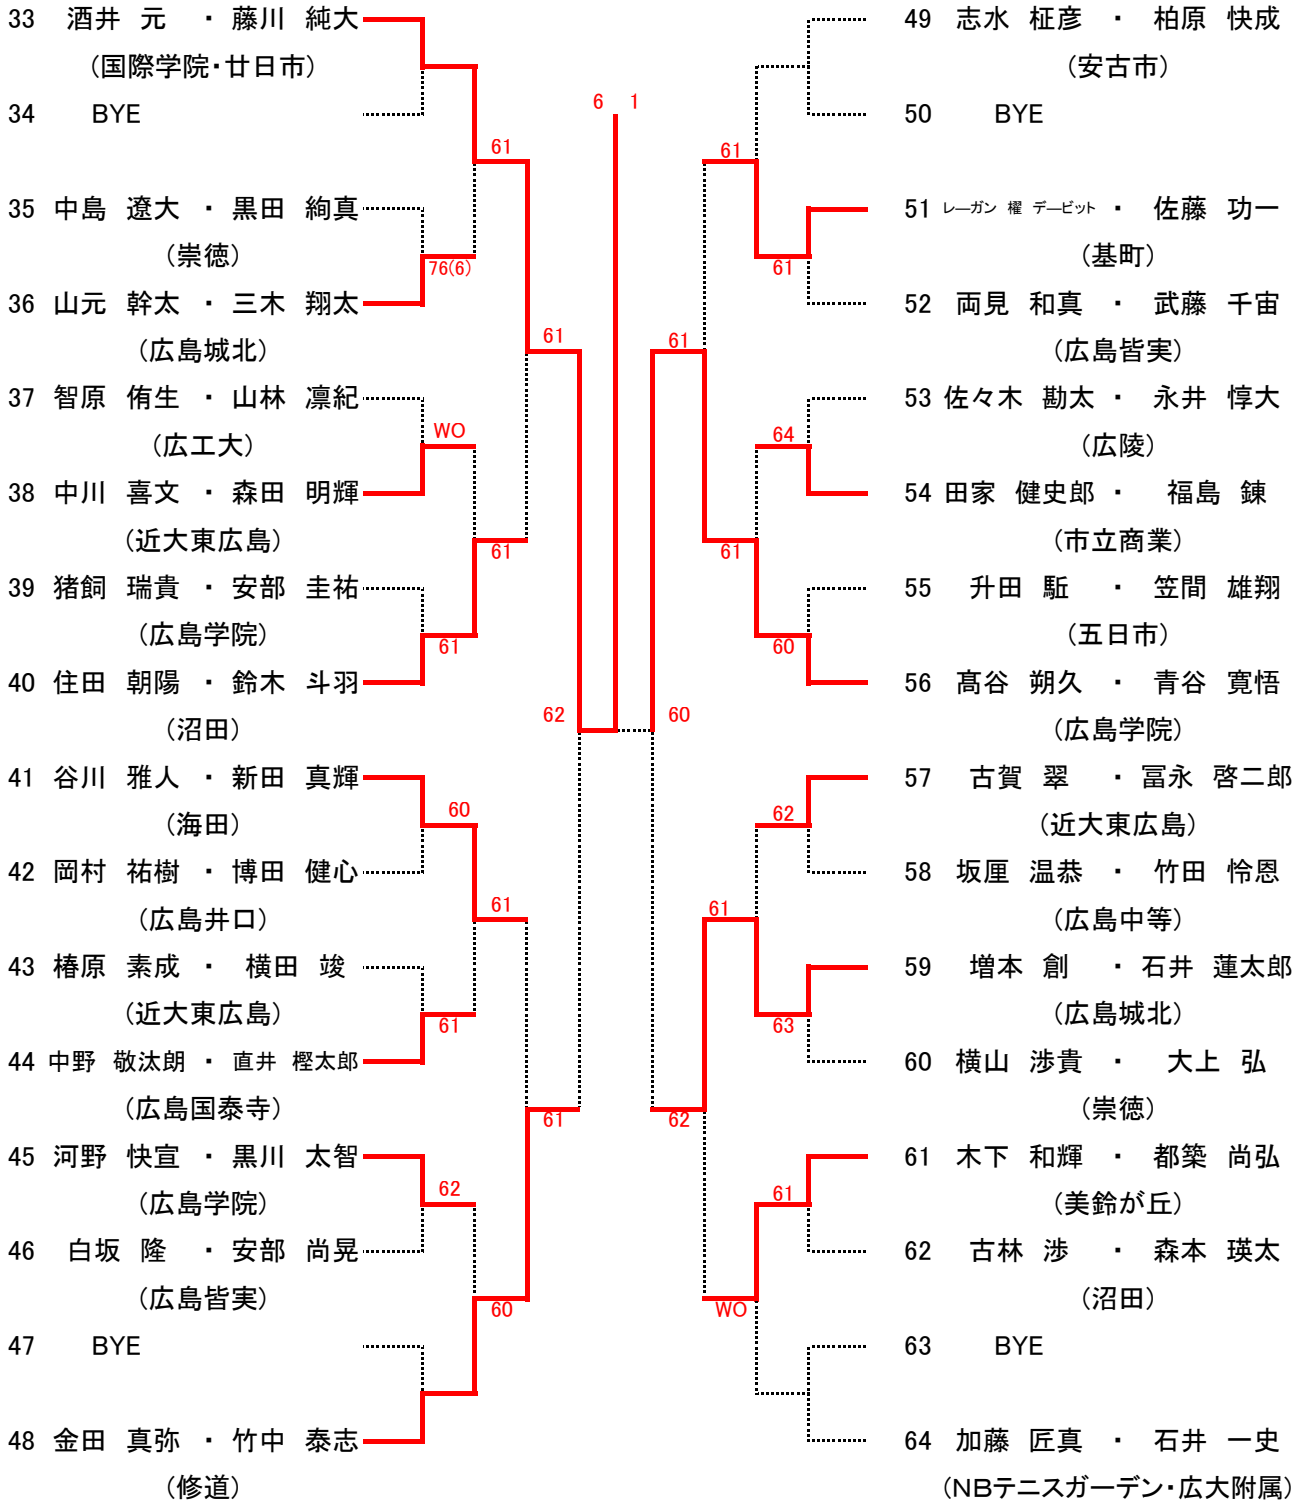 33 酒井 元 ・ 藤川 純大
(国際学院・廿日市)
34 BYE
35 中島 遼大 ・ 黒田 絢真
(崇徳)
36 山元 幹太 ・ 三木 翔太
(広島城北)
37 智原 侑生 ・ 山林 凛紀
(広工大)
38 中川 喜文 ・ 森田 明輝
(近大東広島)
39 猪飼 瑞貴 ・ 安部 圭祐
(広島学院)
40 住田 朝陽 ・ 鈴木 斗羽
(沼田)
41 谷川 雅人 ・ 新田 真輝
(海田)
42 岡村 祐樹 ・ 博田 健心
(広島井口)
43 椿原 素成 ・ 横田 竣
(近大東広島)
44 中野 敬汰朗 ・ 直井 樫太郎
(広島国泰寺)
45 河野 快宣 ・ 黒川 太智
(広島学院)
46 白坂 隆 ・ 安部 尚晃
(広島皆実)
47 BYE
48 金田 真弥 ・ 竹中 泰志
(修道)
61
76(6)
61
WO
61
61
62
60
61
61
61
62
60
6 1
61
61
61
64
61
60
60
62
61
63
62
61
WO
49 志水 柾彦 ・ 柏原 快成
(安古市)
50 BYE
51 レーガン 櫂 デービット ・ 佐藤 功一
(基町)
52 両見 和真 ・ 武藤 千宙
(広島皆実)
53 佐々木 勘太 ・ 永井 惇大
(広陵)
54 田家 健史郎 ・ 福島 錬
(市立商業)
55 升田 駈 ・ 笠間 雄翔
(五日市)
56 髙谷 朔久 ・ 青谷 寛悟
(広島学院)
57 古賀 翠 ・ 冨永 啓二郎
(近大東広島)
58 坂厘 温恭 ・ 竹田 怜恩
(広島中等)
59 増本 創 ・ 石井 蓮太郎
(広島城北)
60 横山 渉貴 ・ 大上 弘
(崇徳)
61 木下 和輝 ・ 都築 尚弘
(美鈴が丘)
62 古林 渉 ・ 森本 瑛太
(沼田)
63 BYE
64 加藤 匠真 ・ 石井 一史
(NBテニスガーデン・広大附属)